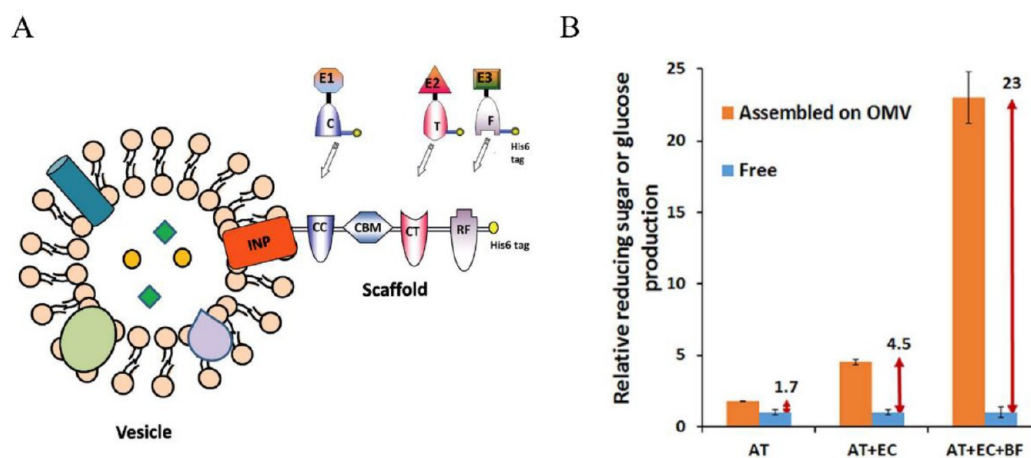 A
E1
E2
E3
C
T
F
His6
tag
INP
CC
CBM
CT
RF
His6 tag
Scaffold
Vesicle
B
Relative reducing sugar or glucose
production
25
20
15
10
5
0
Assembled on OMV
Free
1.7
4.5
23
AT
AT+EC
AT+EC+BF